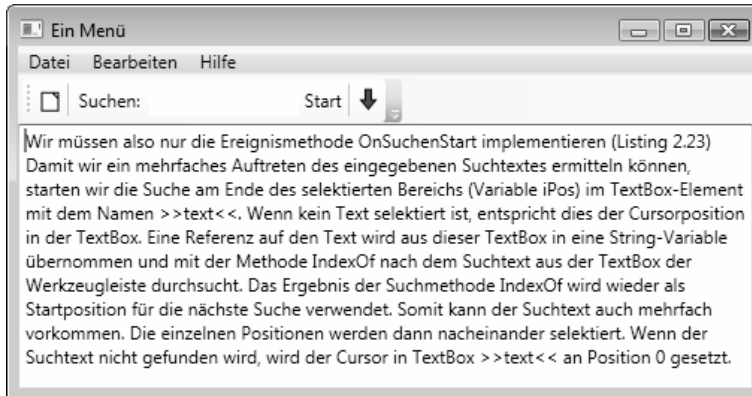 Ein Menü
Datei Bearbeiten Hilfe
Suchen: Start
Wir müssen also nur die Ereignismethode OnSuchenStart implementieren (Listing 2.23)
Damit wir ein mehrfaches Auftreten des eingegebenen Suchtextes ermitteln können,
starten wir die Suche am Ende des selektierten Bereichs (Variable iPos) im TextBox-Element
mit dem Namen >>text<<. Wenn kein Text selektiert ist, entspricht dies der Cursorposition
in der TextBox. Eine Referenz auf den Text wird aus dieser TextBox in eine String-Variable
übernommen und mit der Methode IndexOf nach dem Suchtext aus der TextBox der
Werkzeugleiste durchsucht. Das Ergebnis der Suchmethode IndexOf wird wieder als
Startposition für die nächste Suche verwendet. Somit kann der Suchtext auch mehrfach
vorkommen. Die einzelnen Positionen werden dann nacheinander selektiert. Wenn der
Suchtext nicht gefunden wird, wird der Cursor in TextBox >>text<< an Position 0 gesetzt.